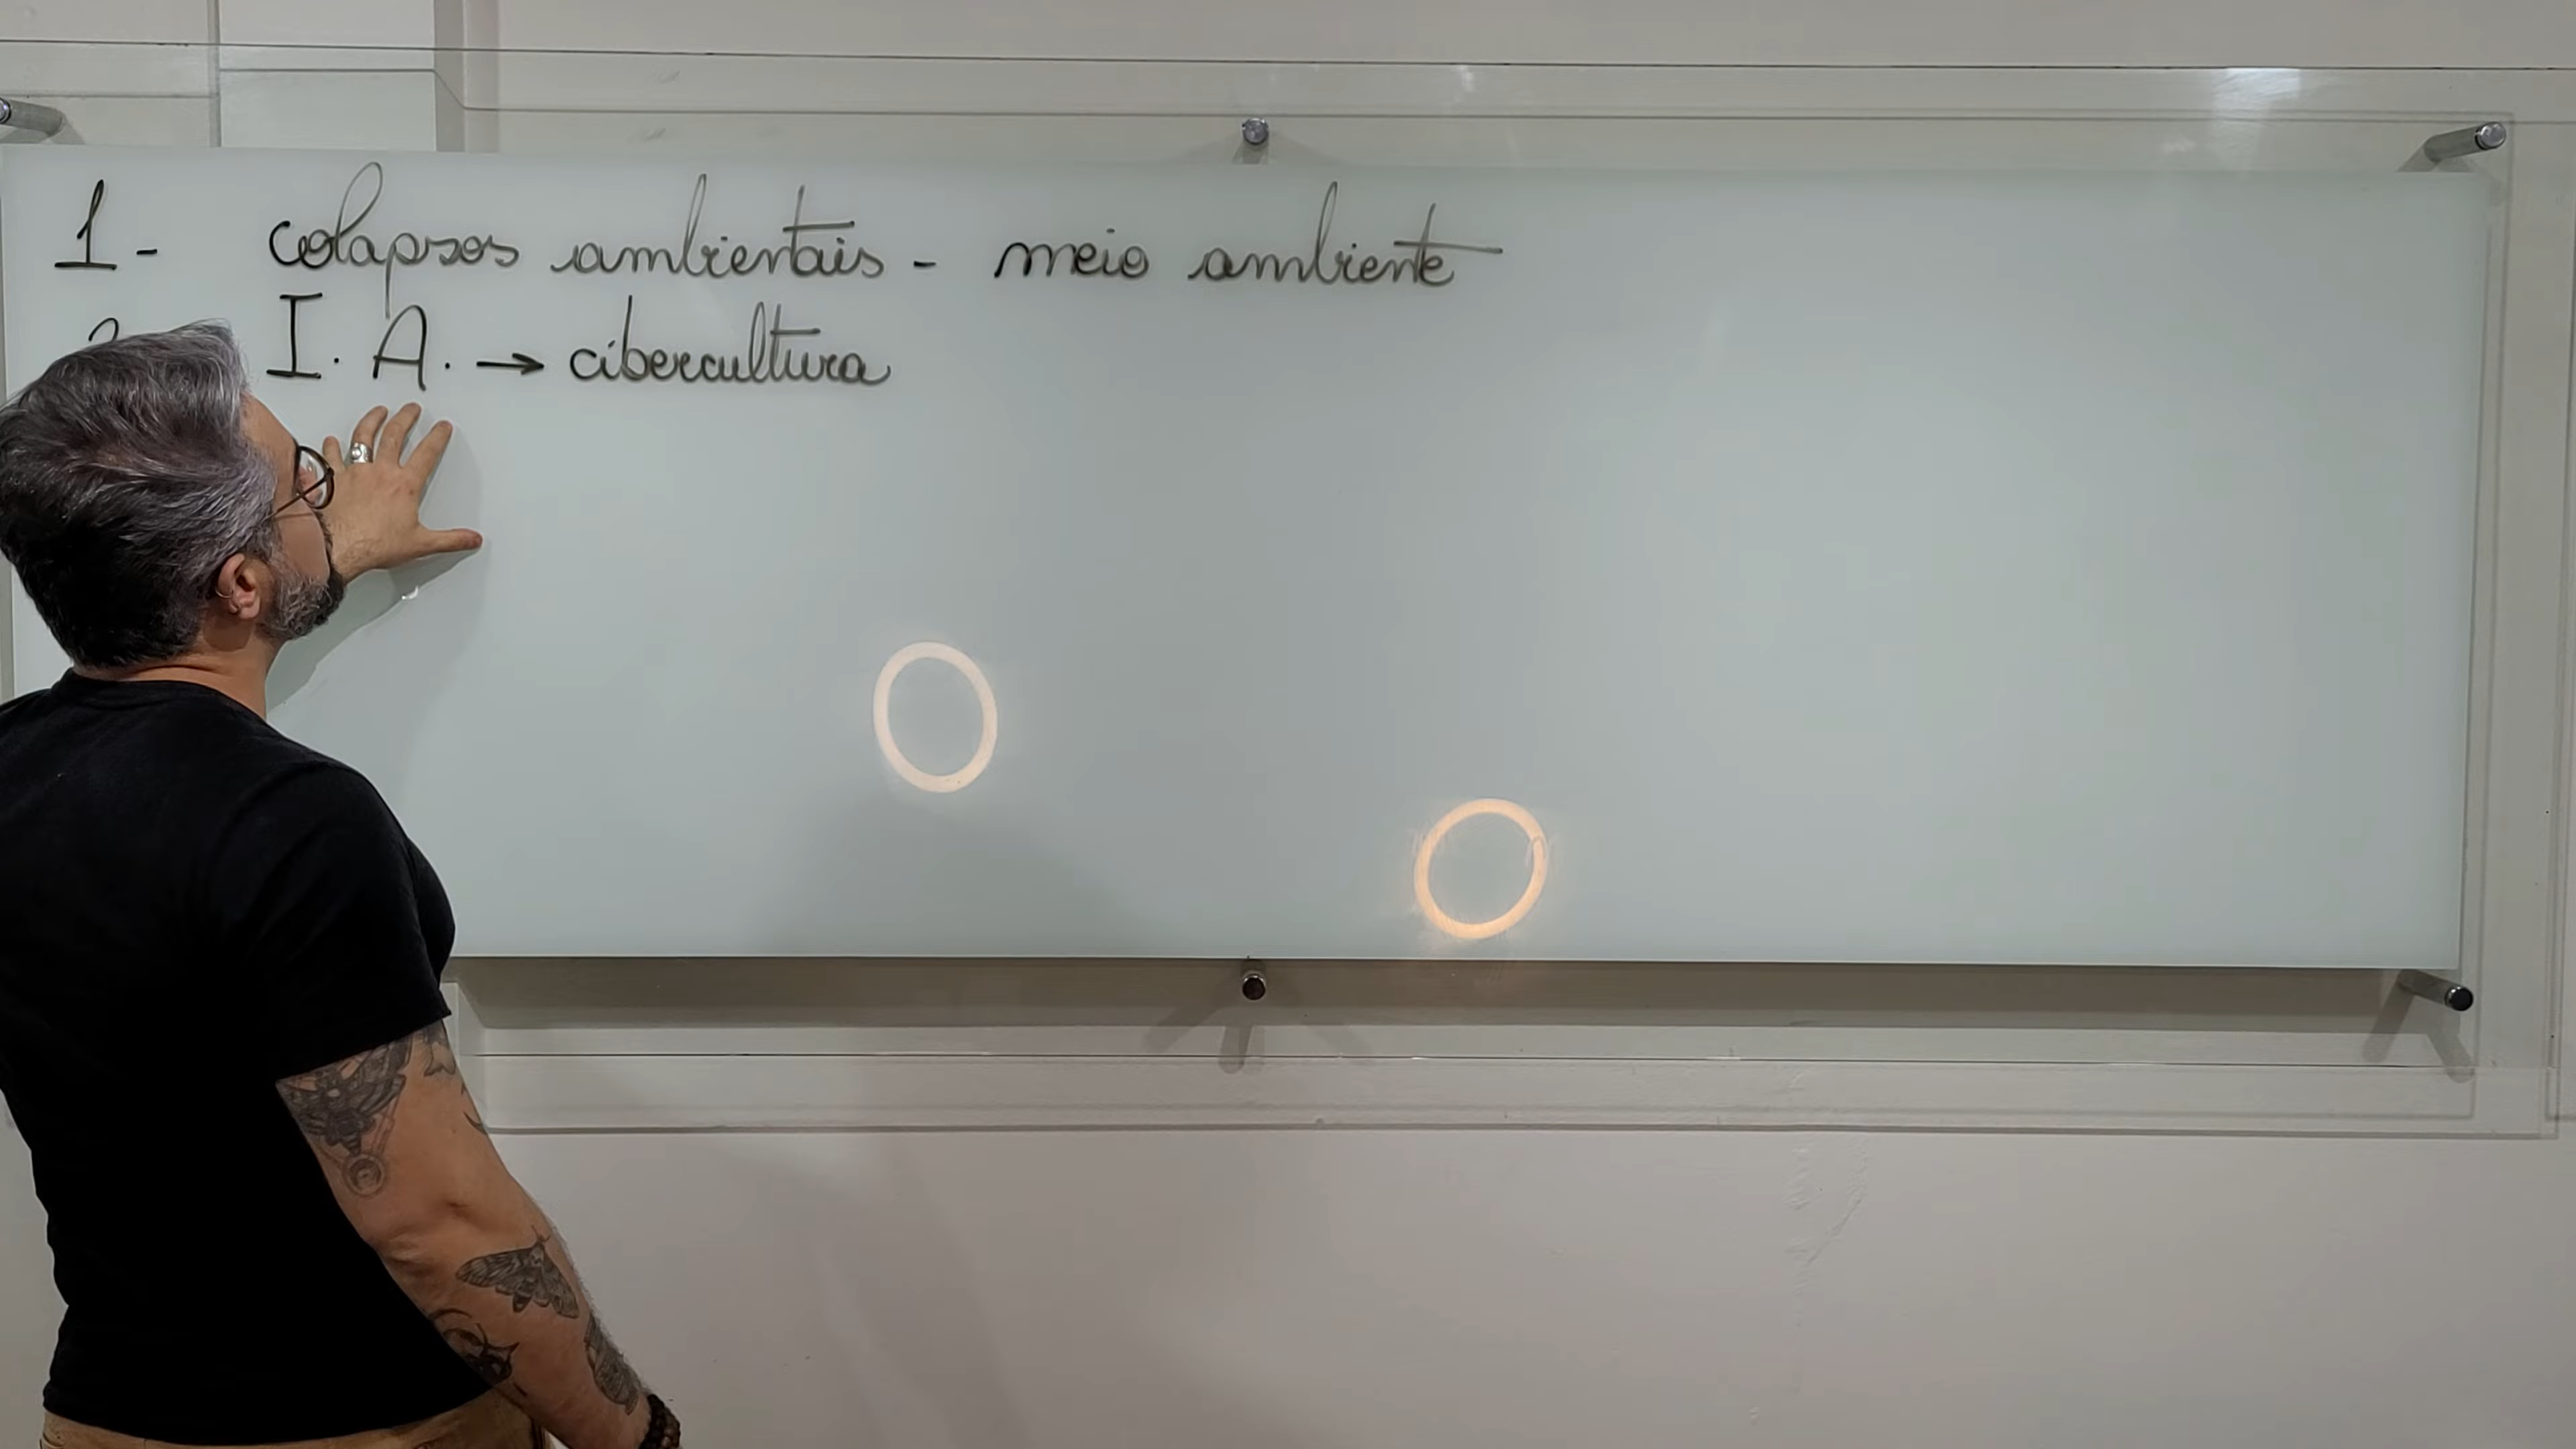 1 - colapsos ambientais - meio ambiente
I. A. → cibercultura